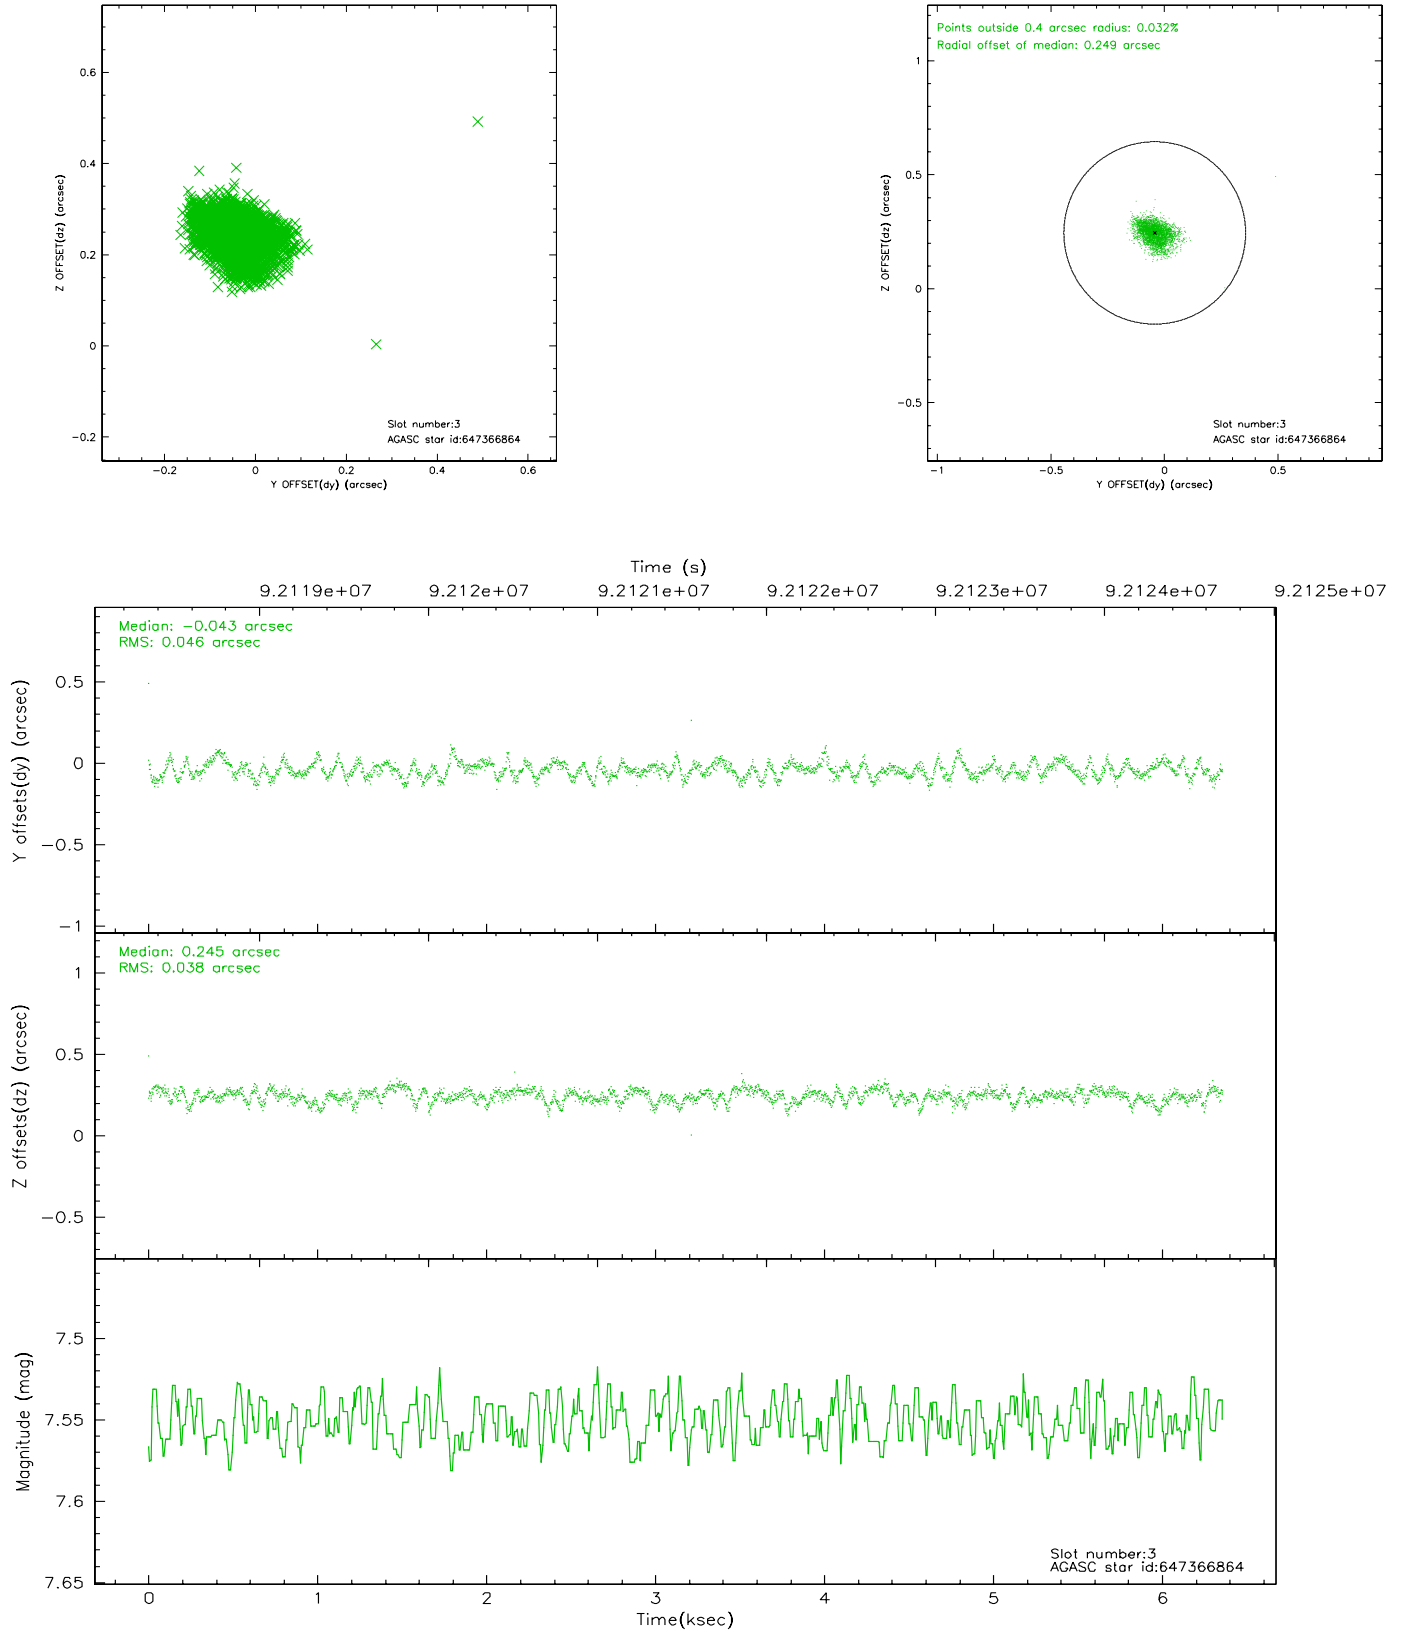 0.6
0.4
0.2
0
−0.2
Z OFFSET(dz) (arcsec)
Slot number:3
AGASC star id:647366864
−0.2 0 0.2 0.4 0.6
Y OFFSET(dy) (arcsec)
Points outside 0.4 arcsec radius: 0.032%
Radial offset of median: 0.249 arcsec
1
0.5
0
−0.5
Z OFFSET(dz) (arcsec)
Slot number:3
AGASC star id:647366864
−1 −0.5 0 0.5
Y OFFSET(dy) (arcsec)
Time (s)
9.2119e+07 9.212e+07 9.2121e+07 9.2122e+07 9.2123e+07 9.2124e+07 9.2125e+07
Median: −0.043 arcsec
RMS: 0.046 arcsec
0.5
0
−0.5
−1
Y offsets(dy) (arcsec)
Median: 0.245 arcsec
RMS: 0.038 arcsec
1
0.5
0
−0.5
Z offsets(dz) (arcsec)
7.5
7.55
7.6
7.65
Magnitude (mag)
Slot number:3
AGASC star id:647366864
0 1 2 3 4 5 6
Time(ksec)